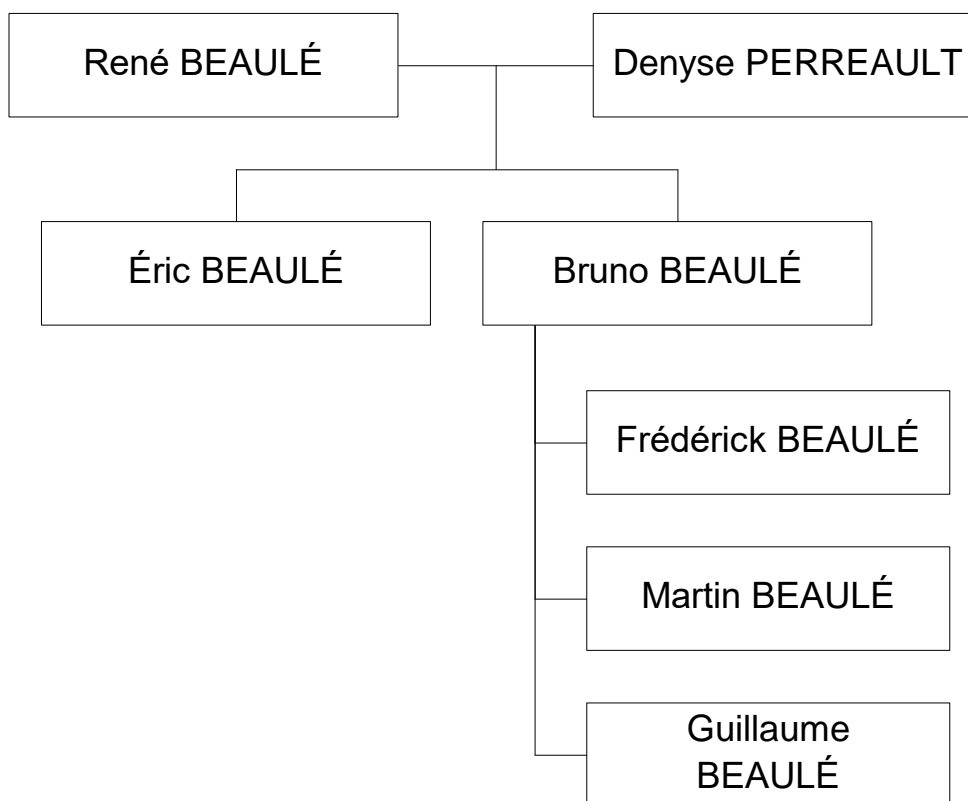 René BEAULÉ
Denyse PERREAULT
Éric BEAULÉ
Bruno BEAULÉ
Frédérick BEAULÉ
Martin BEAULÉ
Guillaume
BEAULÉ